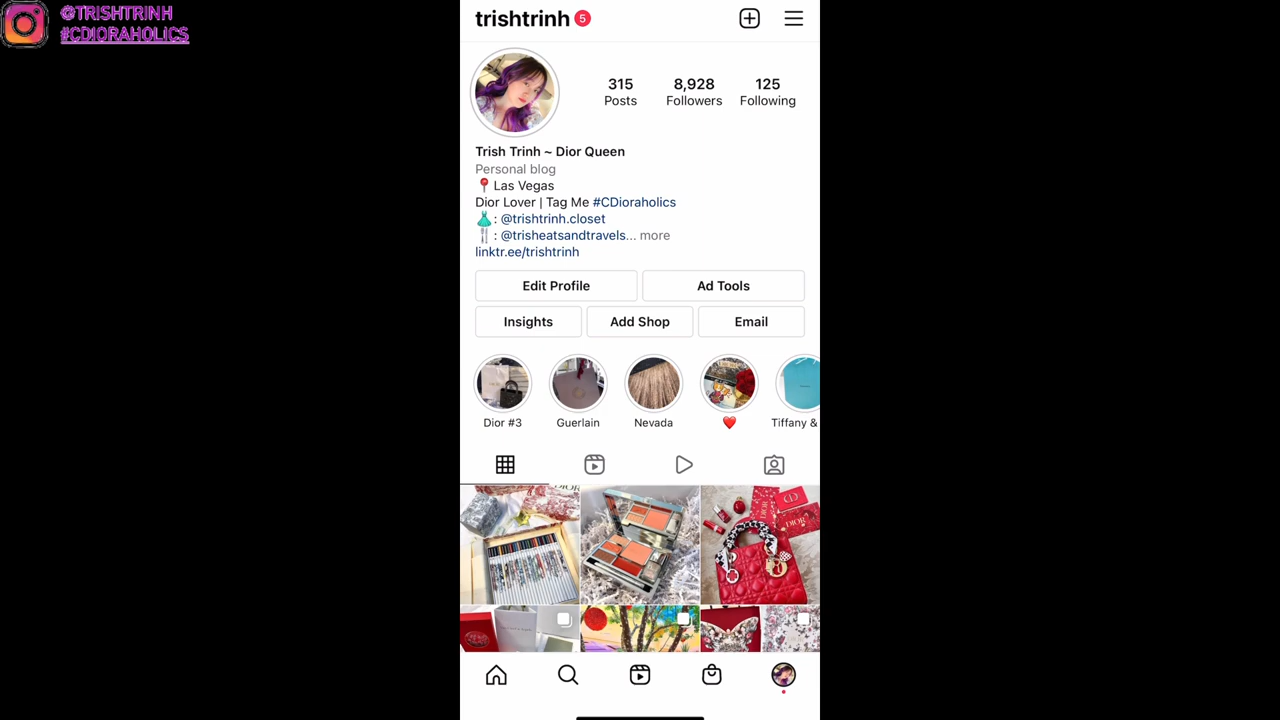 @TRISHTRINH
#CDIORAHOLICS
trishtrinh 5
315 8,928 125
Posts Followers Following
Trish Trinh ~ Dior Queen
Personal blog
📍 Las Vegas
Dior Lover | Tag Me #CDioraholics
👗: @trishtrinh.closet
🍴: @trisheatsandtravels... more
linktr.ee/trishtrinh
Edit Profile Ad Tools
Insights Add Shop Email
Dior #3 Guerlain Nevada ❤️ Tiffany &
DIOR